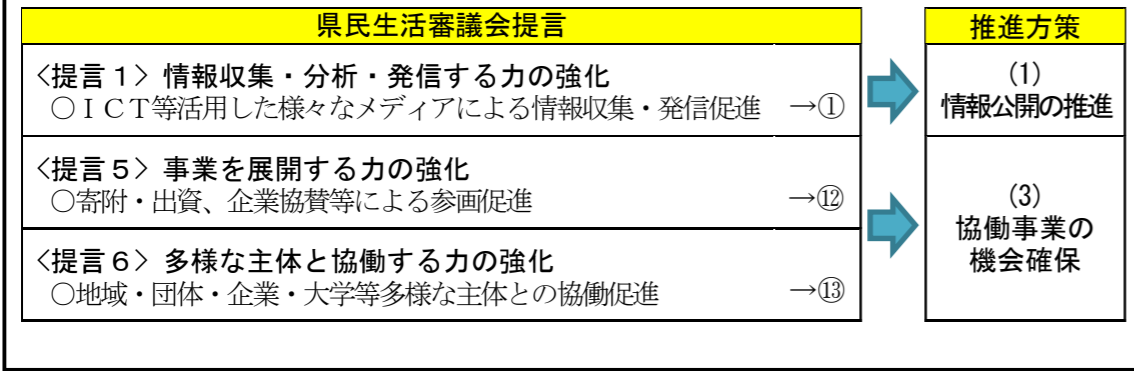 県民生活審議会提言
推進方策
〈提言１〉情報収集・分析・発信する力の強化
○ＩＣＴ等活用した様々なメディアによる情報収集・発信促進　→①
(1)
情報公開の推進
〈提言５〉事業を展開する力の強化
○寄附・出資、企業協賛等による参画促進　→⑫
〈提言６〉多様な主体と協働する力の強化
○地域・団体・企業・大学等多様な主体との協働促進　→⑬
(3)
協働事業の
機会確保